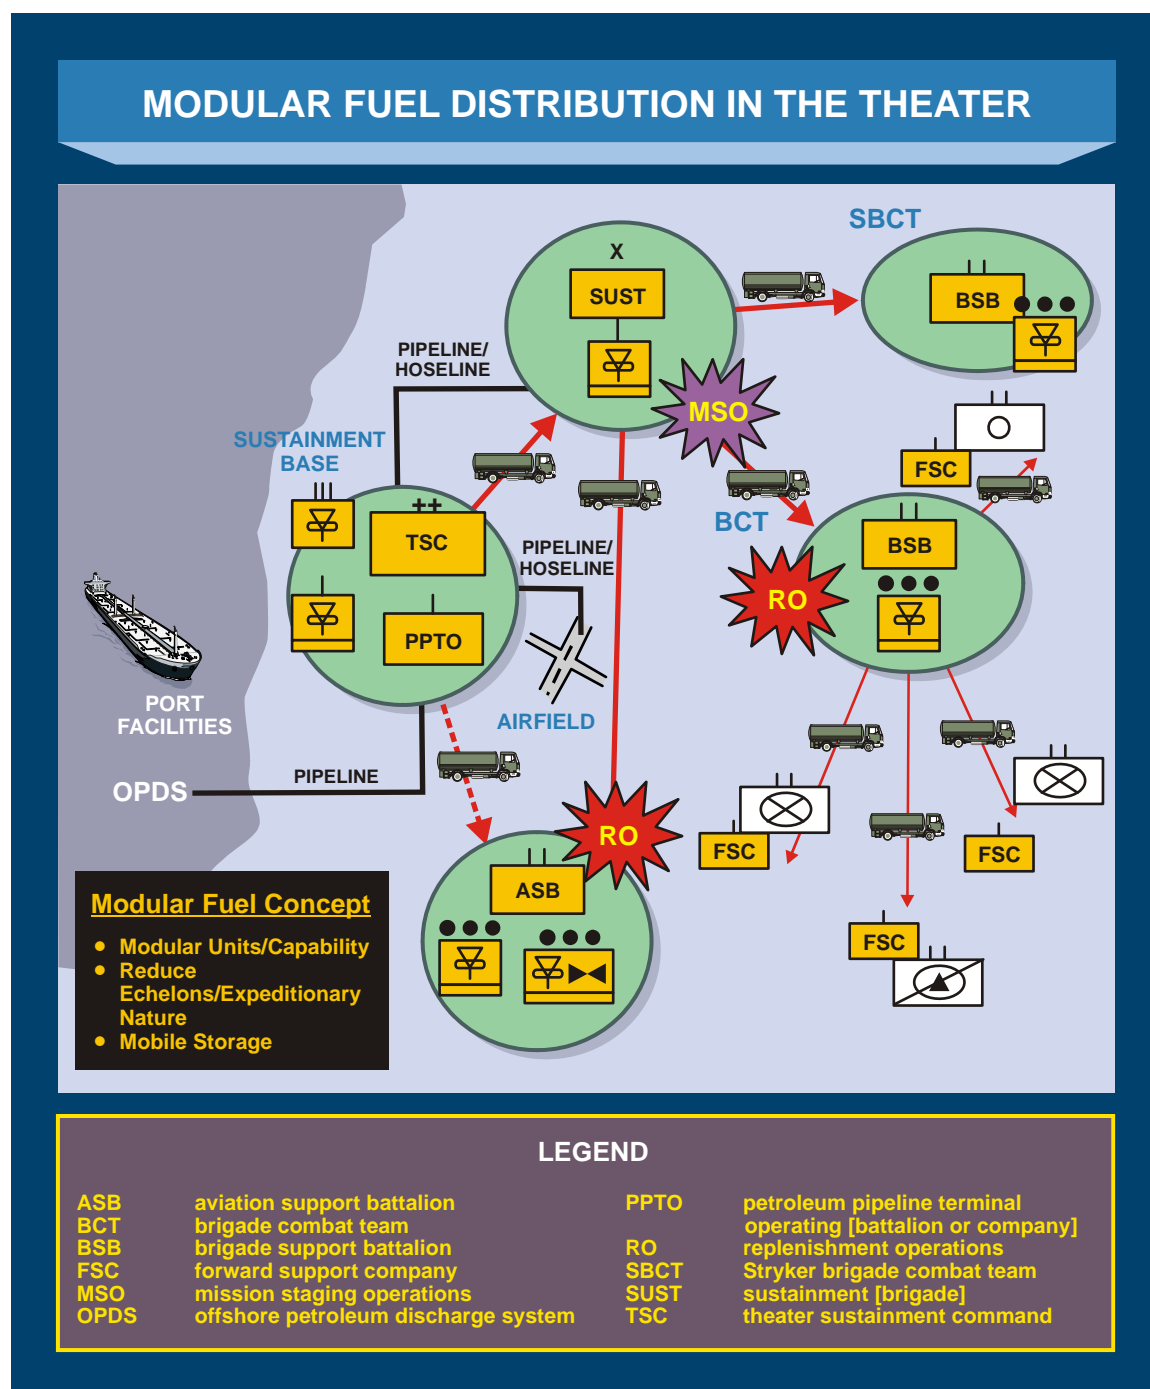 MODULAR FUEL DISTRIBUTION IN THE THEATER
SBCT
X
SUST
BSB
PIPELINE/
HOSELINE
MSO
SUSTAINMENT
BASE
FSC
++
TSC
BCT
BSB
PIPELINE/
HOSELINE
RO
PPTO
PORT
FACILITIES
AIRFIELD
OPDS
PIPELINE
RO
FSC
FSC
ASB
FSC
Modular Fuel Concept
• Modular Units/Capability
• Reduce
Echelons/Expeditionary
Nature
• Mobile Storage
LEGEND
ASB aviation support battalion
BCT brigade combat team
BSB brigade support battalion
FSC forward support company
MSO mission staging operations
OPDS offshore petroleum discharge system
PPTO petroleum pipeline terminal
operating [battalion or company]
RO replenishment operations
SBCT Stryker brigade combat team
SUST sustainment [brigade]
TSC theater sustainment command